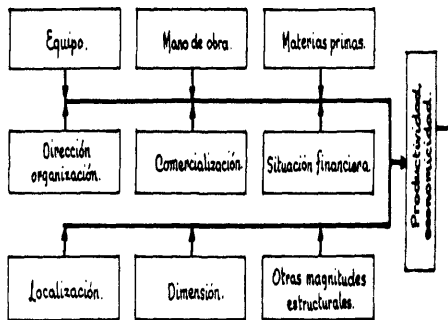 Equipo.
Mano de obra.
Materias primas.
Dirección
organización.
Comercialización.
Situación financiera.
Productividad,
economicidad.
Localización.
Dimensión.
Otras magnitudes
estructurales.